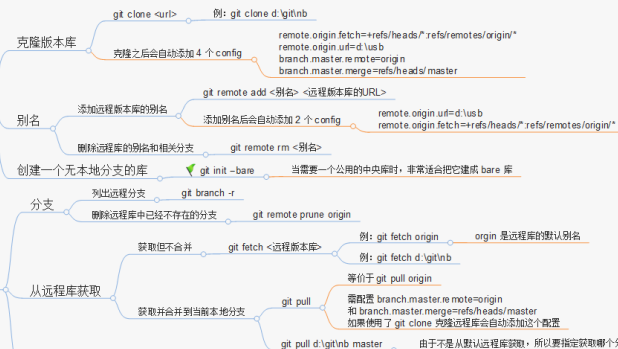 克隆版本库
git clone <url>
例：git clone d:\git\nb
克隆之后会自动添加 4 个 config
remote.origin.fetch=+refs/heads/*:refs/remotes/origin/*
remote.origin.url=d:\usb
branch.master.remote=origin
branch.master.merge=refs/heads/master
别名
添加远程版本库的别名
git remote add <别名> <远程版本库的URL>
添加别名后会自动添加 2 个 config
remote.origin.url=d:\usb
remote.origin.fetch=+refs/heads/*:refs/remotes/origin/*
删除远程库的别名和相关分支
git remote rm <别名>
创建一个无本地分支的库
git init –bare
当需要一个公用的中央库时，非常适合把它建成 bare 库
分支
列出远程分支
git branch -r
删除远程库中已经不存在的分支
git remote prune origin
从远程库获取
获取但不合并
git fetch <远程版本库>
例：git fetch origin
orgin 是远程库的默认别名
例：git fetch d:\git\nb
获取并合并到当前本地分支
git pull
等价于 git pull origin
需配置 branch.master.remote=origin
和 branch.master.merge=refs/heads/master
如果使用了 git clone 克隆远程库会自动添加这个配置
git pull d:\git\nb master
由于不是从默认远程库获取，所以要指定获取哪个